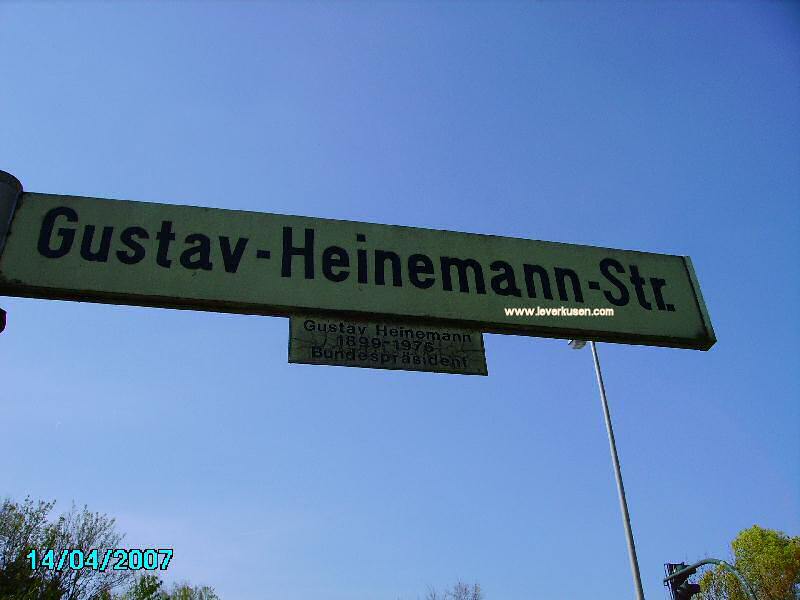 Gustav-Heinemann-Str.
www.leverkusen.com
Gustav Heinemann
1899-1976
Bundespräsident
14/04/2007